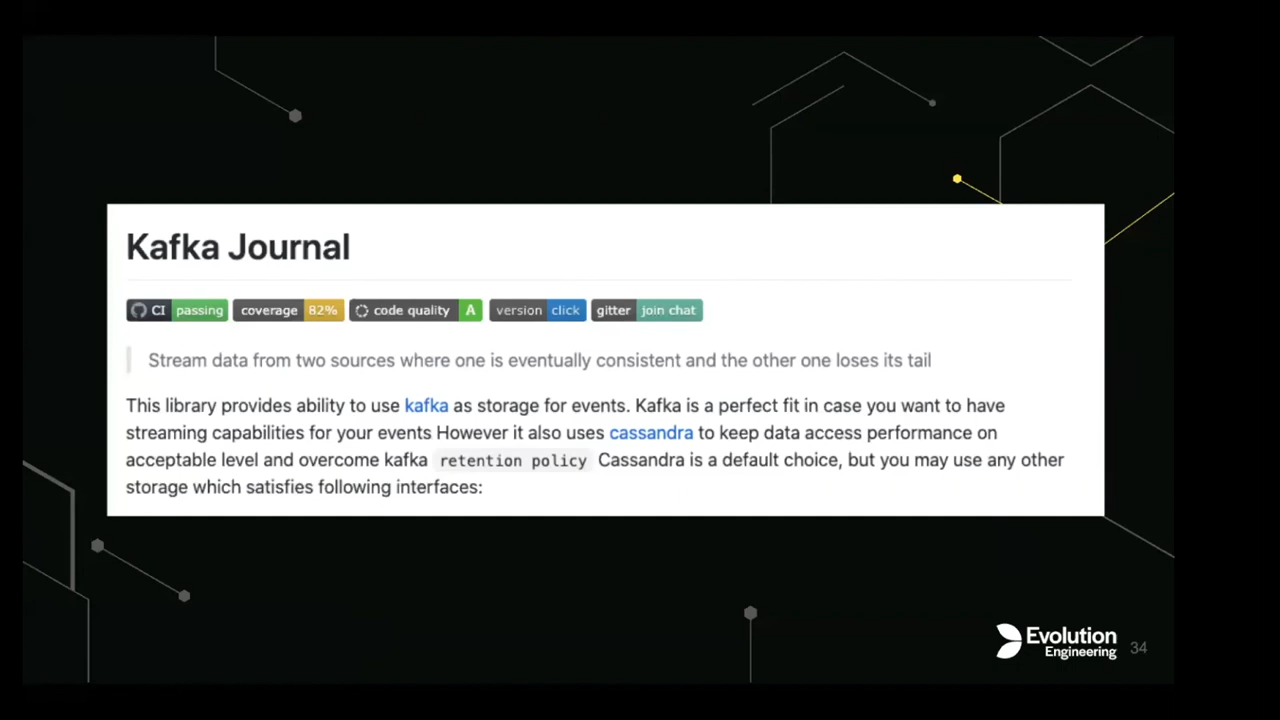 Kafka Journal
CI passing coverage 82% code quality A version click gitter join chat
Stream data from two sources where one is eventually consistent and the other one loses its tail
This library provides ability to use kafka as storage for events. Kafka is a perfect fit in case you want to have
streaming capabilities for your events However it also uses cassandra to keep data access performance on
acceptable level and overcome kafka retention policy Cassandra is a default choice, but you may use any other
storage which satisfies following interfaces:
Evolution
Engineering
34